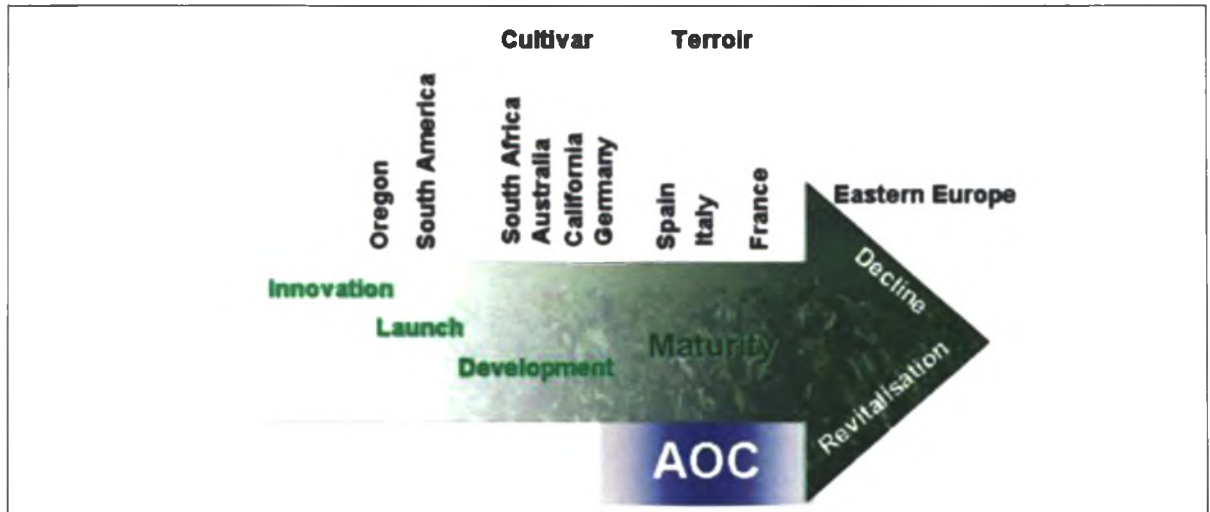 Cultivar Terroir
Oregon
South America
South Africa
Australia
California
Germany
Spain
Italy
France
Eastern Europe
Innovation
Launch
Development
Maturity
Decline
Revitalisation
AOC